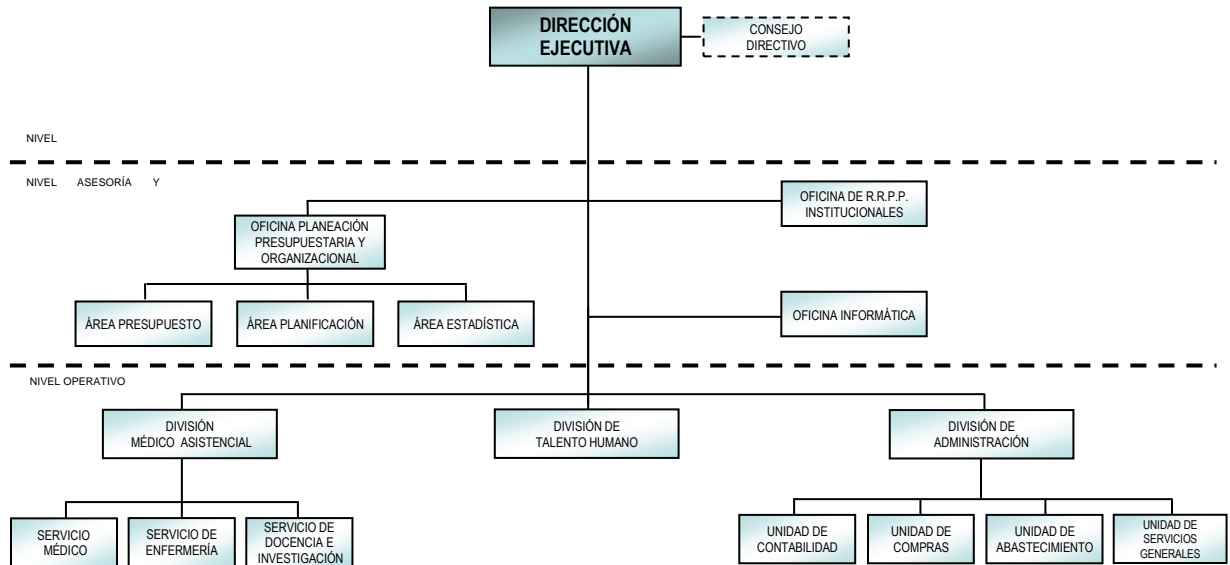 DIRECCIÓN
EJECUTIVA
CONSEJO
DIRECTIVO
NIVEL
NIVEL ASESORÍA Y
OFICINA DE R.R.P.P.
INSTITUCIONALES
OFICINA PLANEACIÓN
PRESUPUESTARIA Y
ORGANIZACIONAL
ÁREA PRESUPUESTO
ÁREA PLANIFICACIÓN
ÁREA ESTADÍSTICA
OFICINA INFORMÁTICA
NIVEL OPERATIVO
DIVISIÓN
MÉDICO ASISTENCIAL
DIVISIÓN DE
TALENTO HUMANO
DIVISIÓN DE
ADMINISTRACIÓN
SERVICIO
MÉDICO
SERVICIO DE
ENFERMERÍA
SERVICIO DE
DOCENCIA E
INVESTIGACIÓN
UNIDAD DE
CONTABILIDAD
UNIDAD DE
COMPRAS
UNIDAD DE
ABASTECIMIENTO
UNIDAD DE
SERVICIOS
GENERALES